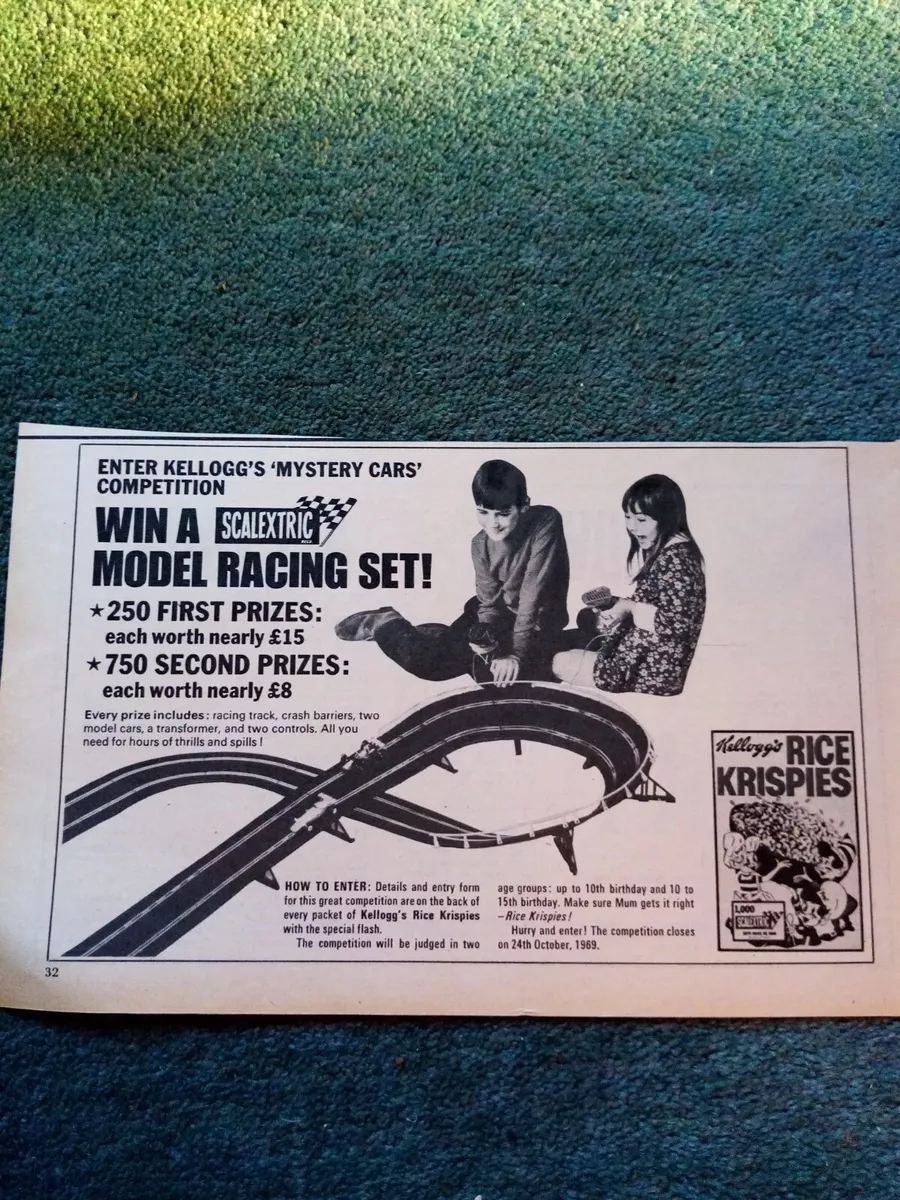 ENTER KELLOGG'S 'MYSTERY CARS'
COMPETITION
WIN A SCALEXTRIC
MODEL RACING SET!
★250 FIRST PRIZES:
each worth nearly £15
★750 SECOND PRIZES:
each worth nearly £8
Every prize includes: racing track, crash barriers, two
model cars, a transformer, and two controls. All you
need for hours of thrills and spills!
HOW TO ENTER: Details and entry form
for this great competition are on the back of
every packet of Kellogg's Rice Krispies
with the special flash.
The competition will be judged in two
age groups: up to 10th birthday and 10 to
15th birthday. Make sure Mum gets it right
–Rice Krispies!
Hurry and enter! The competition closes
on 24th October, 1969.
Kellogg's RICE
KRISPIES
1,000
SCALEXTRIC
32